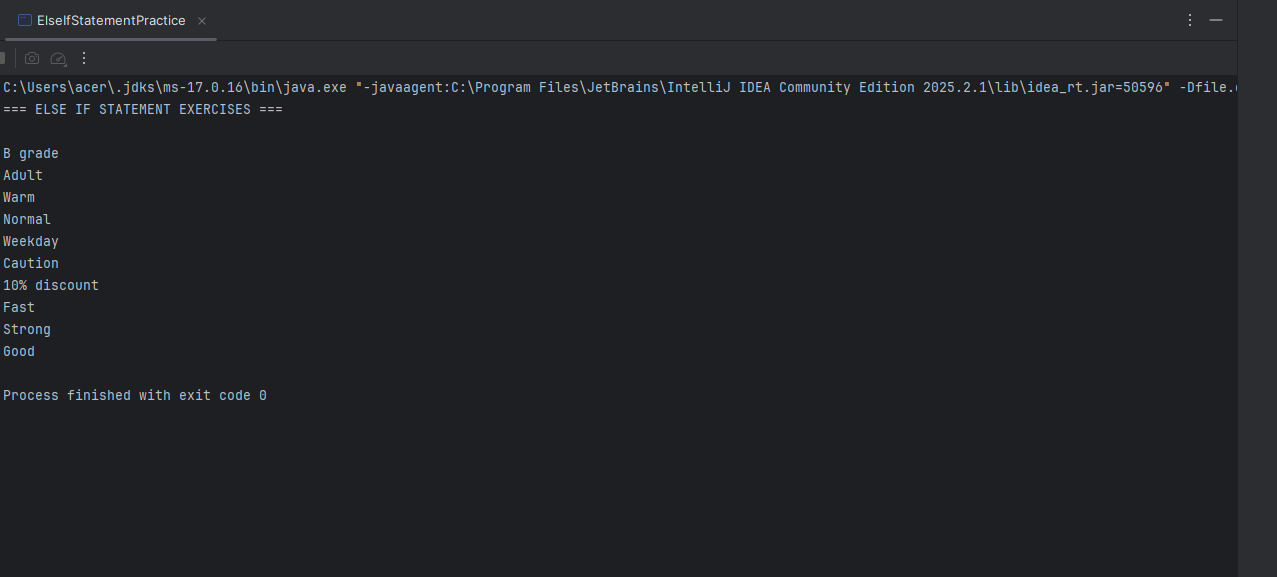 ElseIfStatementPractice
C:\Users\acer\.jdks\ms-17.0.16\bin\java.exe "-javaagent:C:\Program Files\JetBrains\IntelliJ IDEA Community Edition 2025.2.1\lib\idea_rt.jar=50596" -Dfile.
=== ELSE IF STATEMENT EXERCISES ===
B grade
Adult
Warm
Normal
Weekday
Caution
10% discount
Fast
Strong
Good
Process finished with exit code 0